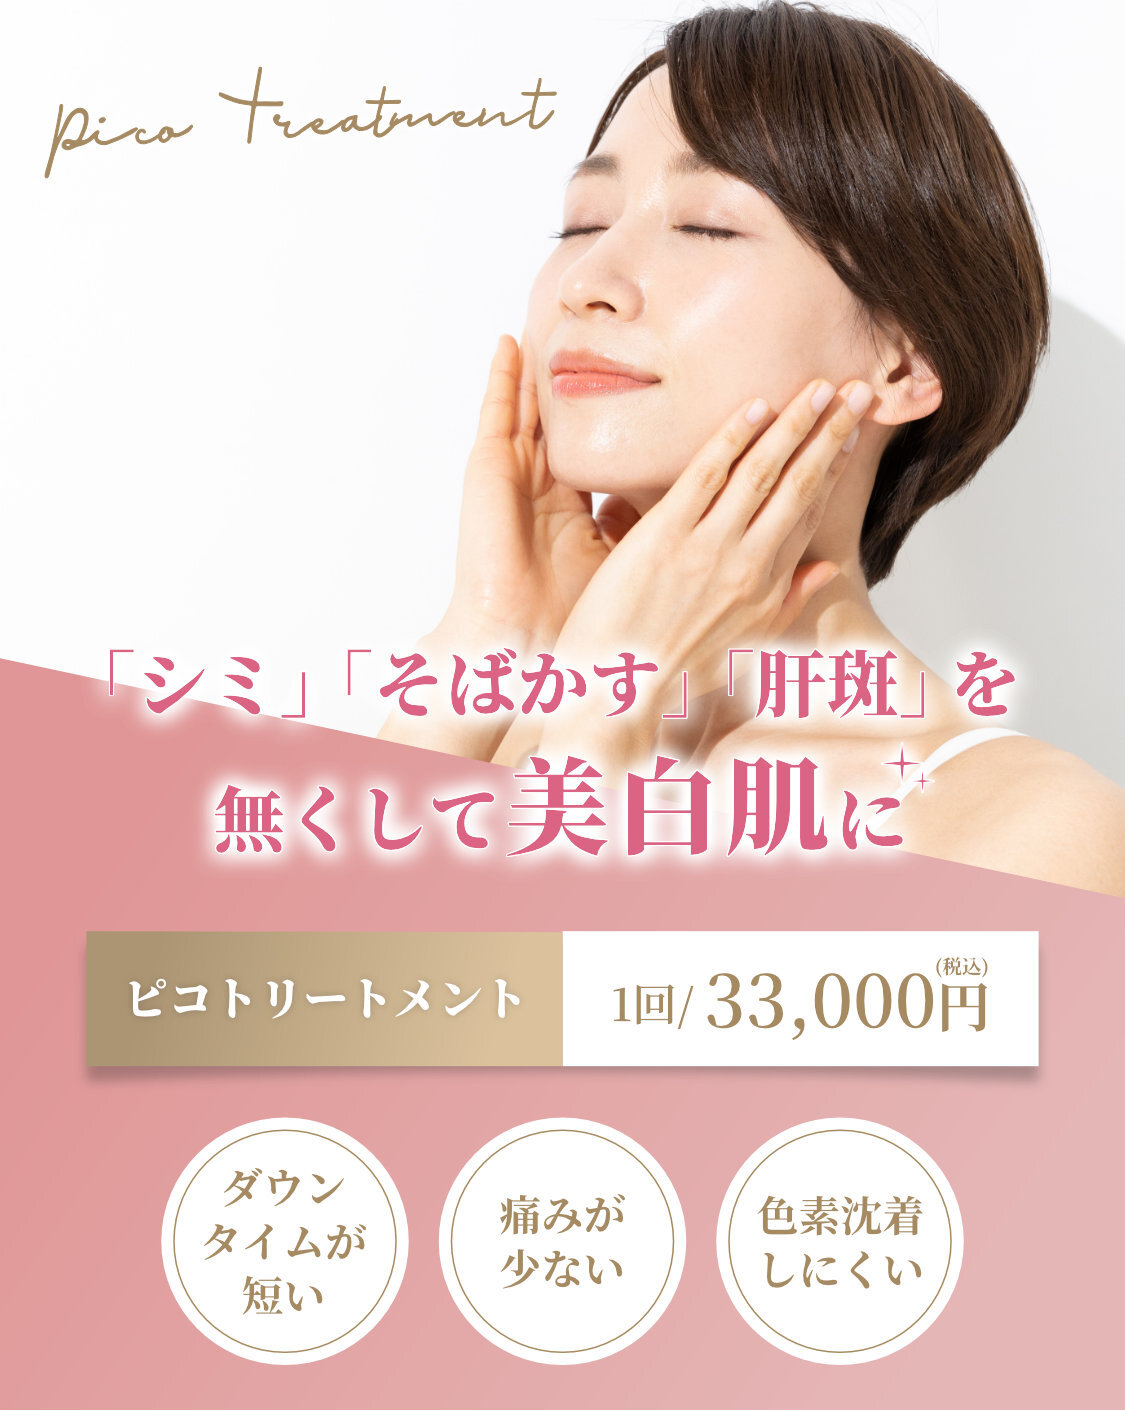 Pico Treatment
「シミ」「そばかす」「肝斑」を
無くして美白肌に
ピコトリートメント
1回/33,000円(税込)
ダウン
タイムが
短い
痛みが
少ない
色素沈着
しにくい